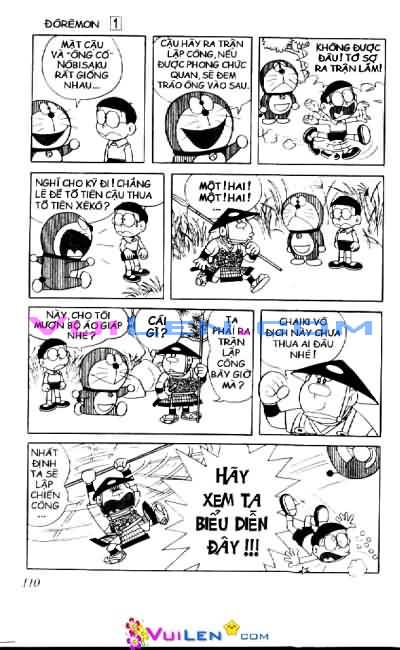 ĐÔRÊMON 1
MẶT CẬU
VÀ "ÔNG CỐ"
NÔBISAKU
RẤT GIỐNG
NHAU...
CẬU HÃY RA TRẬN
LẬP CÔNG, NẾU
ĐƯỢC PHONG CHỨC
QUAN, SẼ ĐEM
TRÁO ÔNG VÀO SAU.
KHÔNG ĐƯỢC
ĐÂU! TỚ SỢ
RA TRẬN LẮM!
NGHĨ CHO KỸ ĐI! CHẲNG
LẼ ĐỂ TỔ TIÊN CẬU THUA
TỔ TIÊN XÊKÔ?
MỘT! HAI!
MỘT! HAI!
NÀY, CHO TÔI
MƯỢN BỘ ÁO GIÁP
NHÉ?
CÁI
GÌ?
TA
PHẢI RA
TRẬN
LẬP
CÔNG
BÂY GIỜ
MÀ?
CHAIKI VÔ
ĐỊCH NÀY CHƯA
THUA AI ĐÂU
NHÉ!
VUILEN.COM
NHẤT
ĐỊNH TA
SẼ
LẬP
CHIẾN
CÔNG
...
HÃY
XEM TA
BIỂU DIỄN
ĐÂY!!!
110
VUILEN.COM